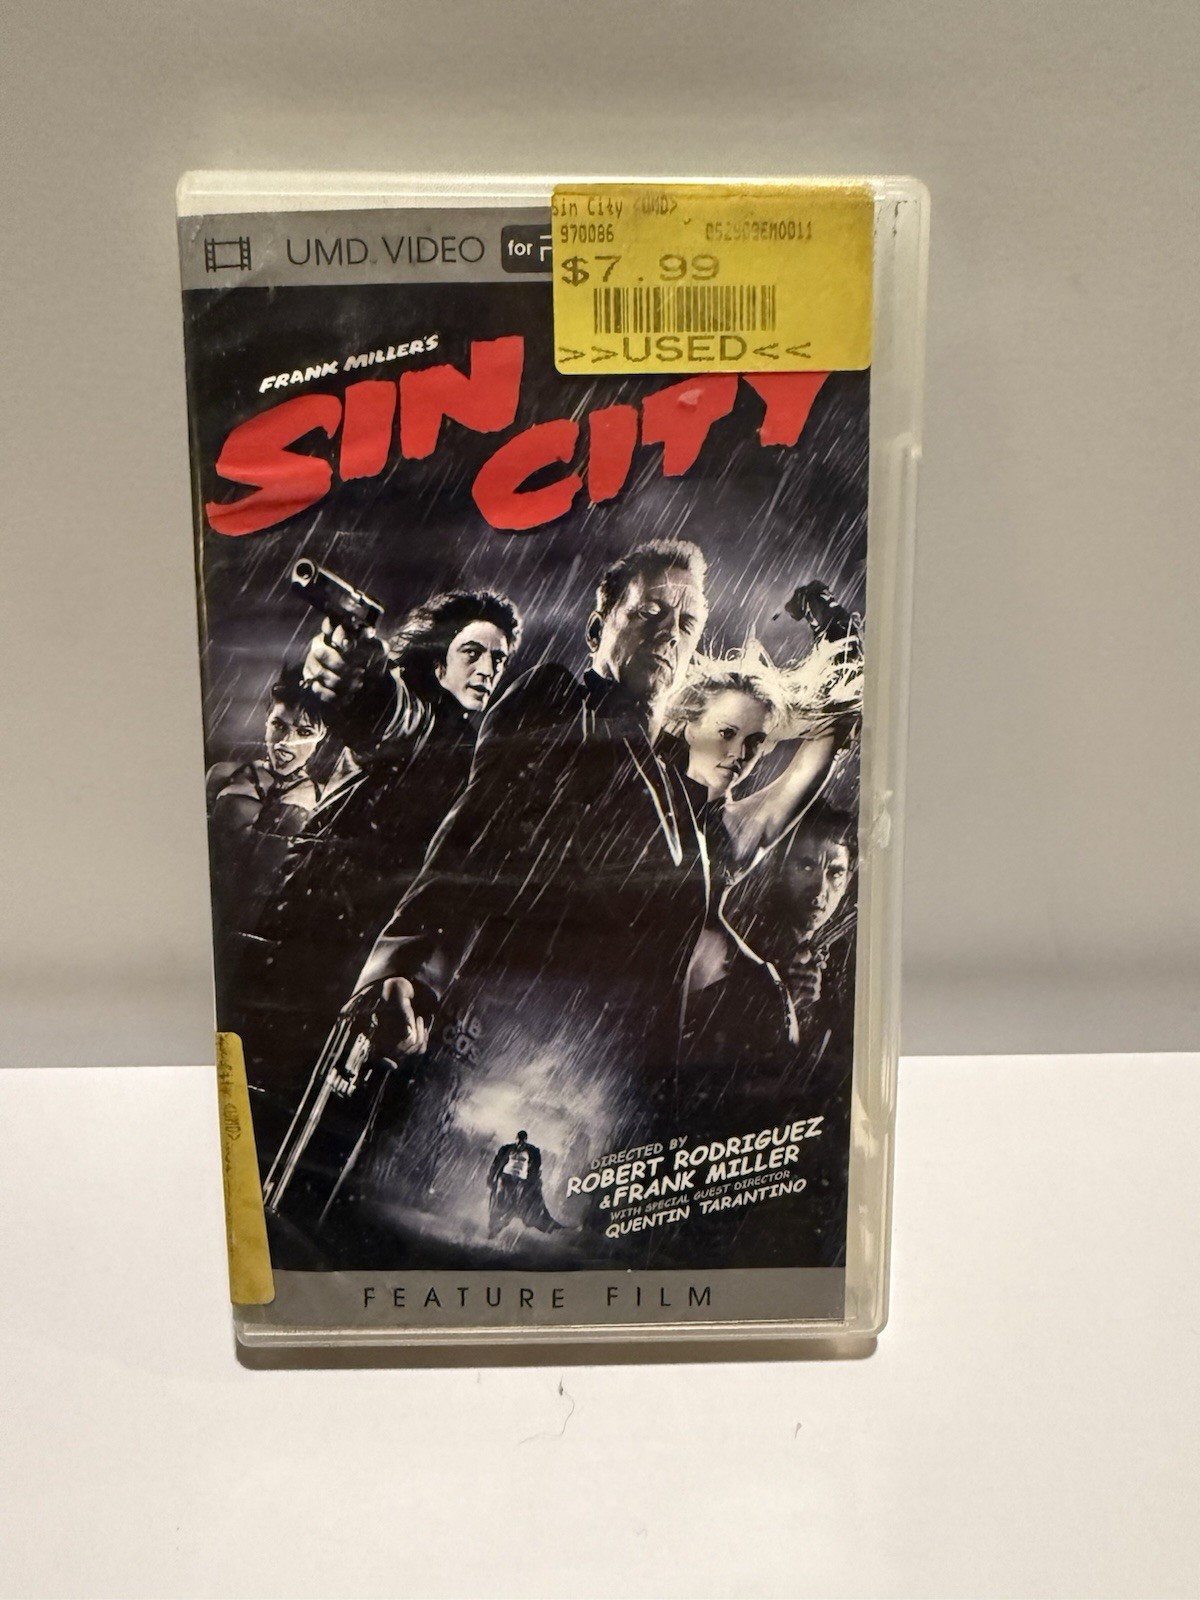 Sin City <UMD>
970086 052909EM0011
$7.99
>>USED<<
UMD VIDEO for
FRANK MILLER'S
SIN CITY
DIRECTED BY
ROBERT RODRIGUEZ
& FRANK MILLER
WITH SPECIAL GUEST DIRECTOR
QUENTIN TARANTINO
<UMD>
FEATURE FILM